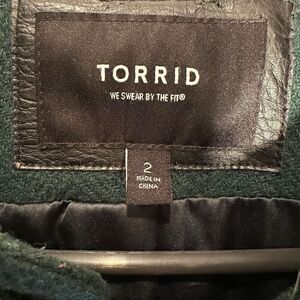 TORRID
WE SWEAR BY THE FIT®
2
MADE IN
CHINA